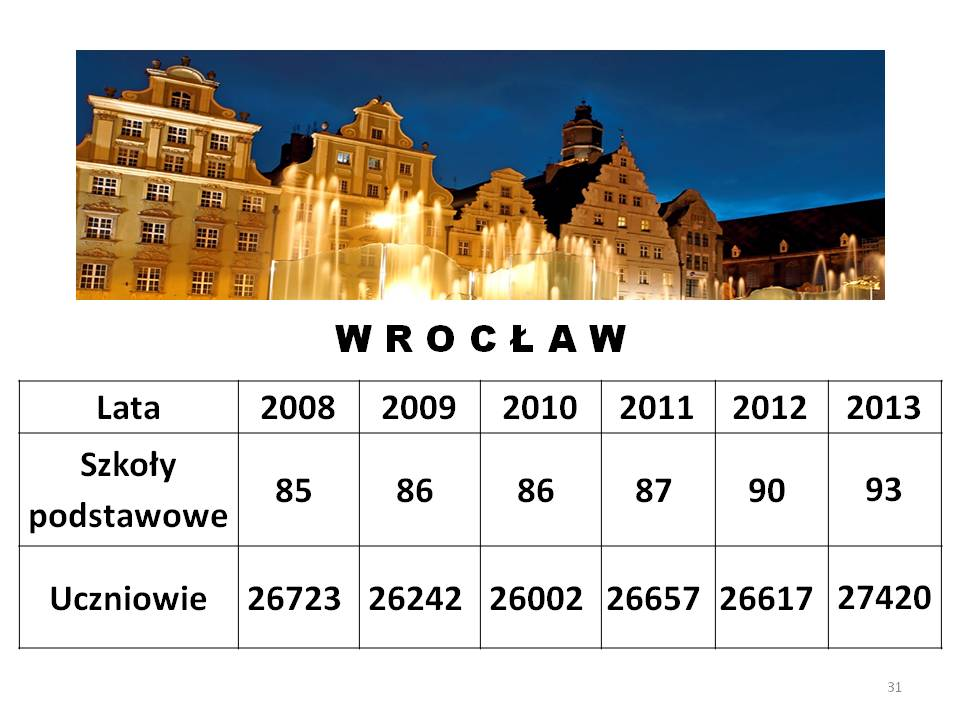 W R O C Ł A W
Lata 2008 2009 2010 2011 2012 2013
Szkoły
podstawowe 85 86 86 87 90 93
Uczniowie 26723 26242 26002 26657 26617 27420
31